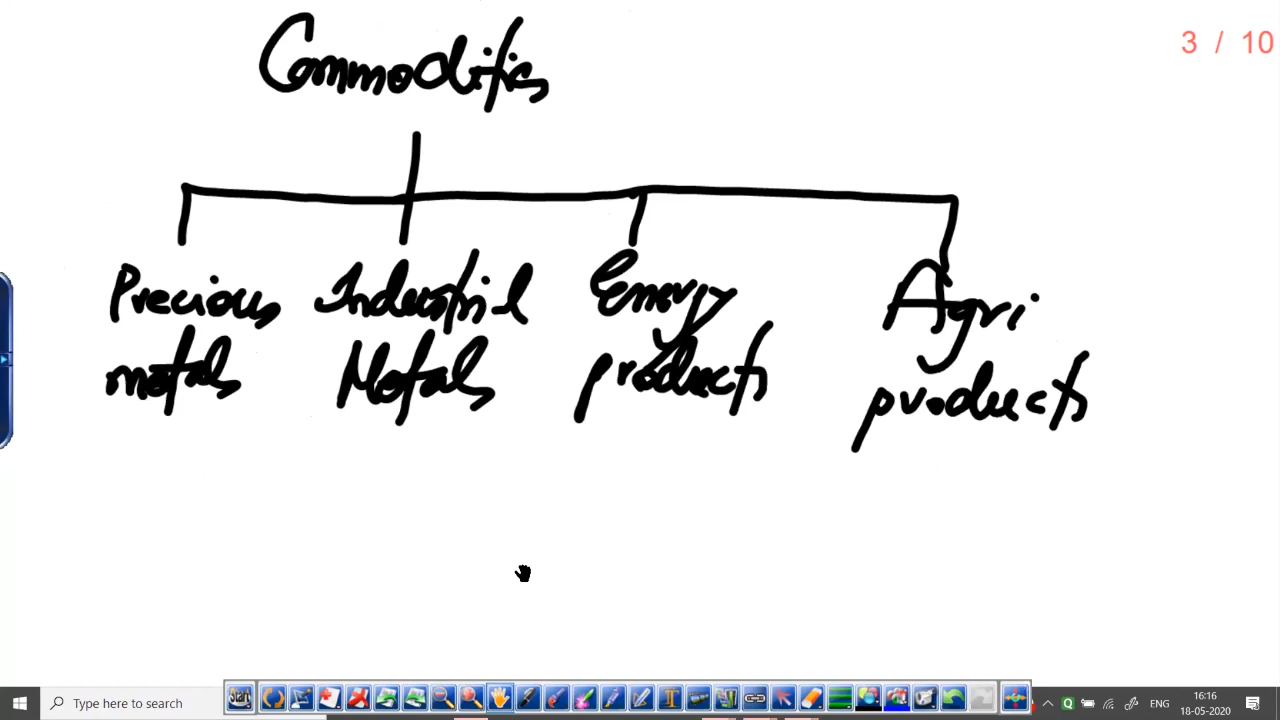 3 / 10
Commodities
Precious metals
Industrial Metals
Energy products
Agri products
Start
Type here to search
ENG
16:16
18-05-2020